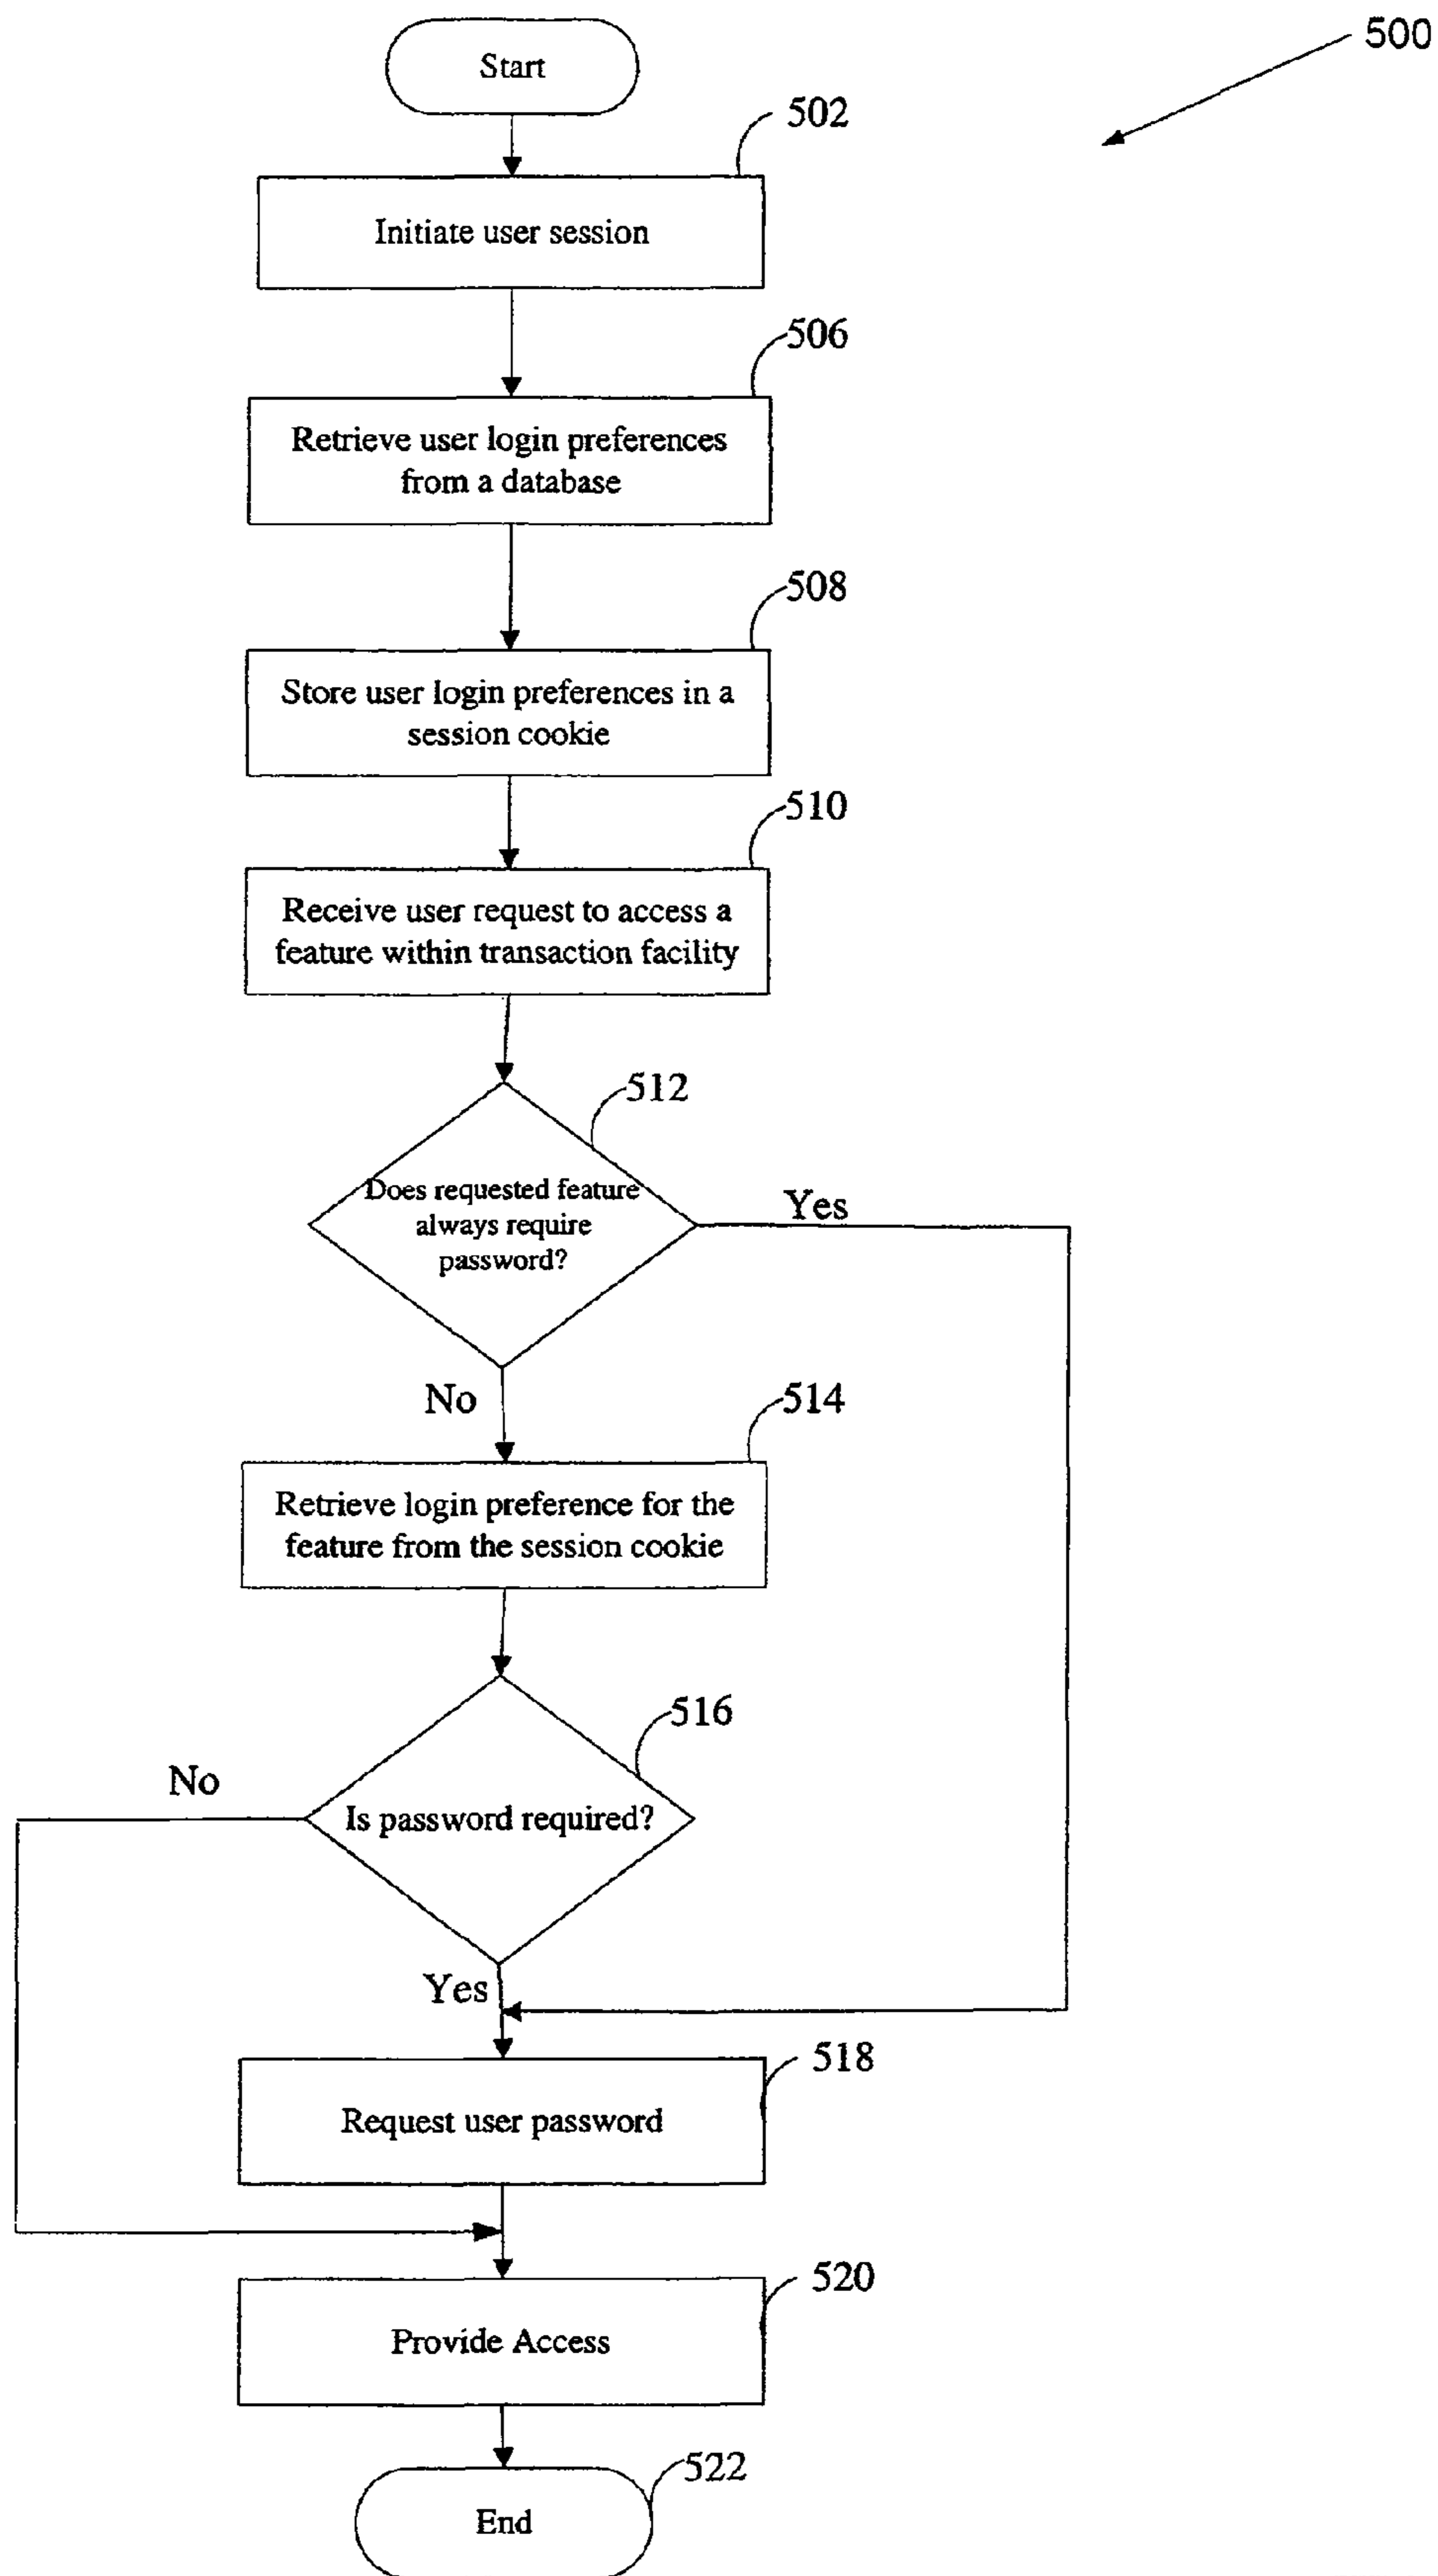 500
Start
502
Initiate user session
506
Retrieve user login preferences
from a database
508
Store user login preferences in a
session cookie
510
Receive user request to access a
feature within transaction facility
512
Does requested feature
always require
password?
Yes
No
514
Retrieve login preference for the
feature from the session cookie
516
No
Is password required?
Yes
518
Request user password
520
Provide Access
522
End